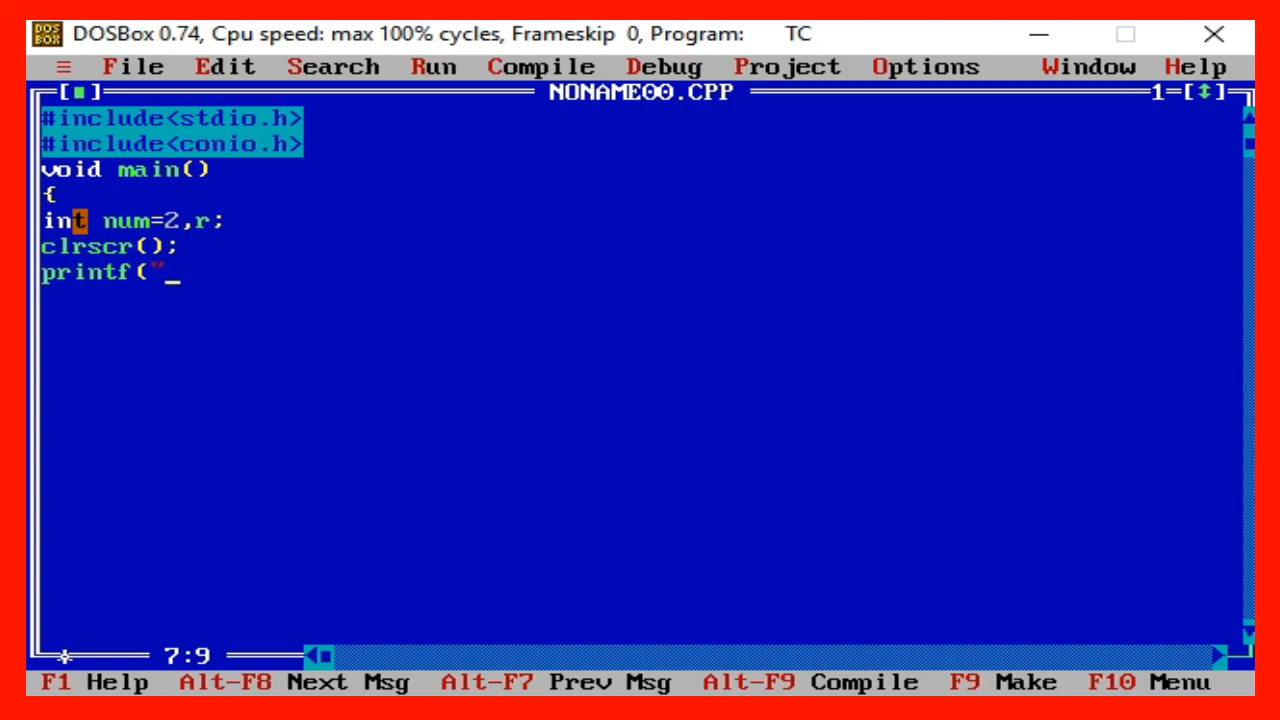 DOSBox 0.74, Cpu speed: max 100% cycles, Frameskip 0, Program: TC
≡ File Edit Search Run Compile Debug Project Options Window Help
[■] NONAME00.CPP 1=[↕]
#include<stdio.h>
#include<conio.h>
void main()
{
int num=2,r;
clrscr();
printf("_
7:9
F1 Help Alt-F8 Next Msg Alt-F7 Prev Msg Alt-F9 Compile F9 Make F10 Menu